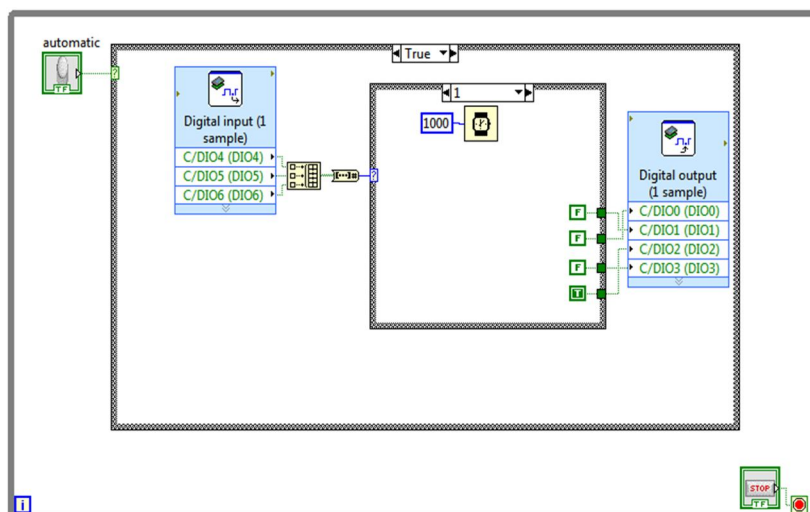 automatic
TF
?
True
Digital input (1
sample)
C/DIO4 (DIO4)
C/DIO5 (DIO5)
C/DIO6 (DIO6)
?
1
1000
F
F
F
T
Digital output
(1 sample)
C/DIO0 (DIO0)
C/DIO1 (DIO1)
C/DIO2 (DIO2)
C/DIO3 (DIO3)
STOP
TF
i